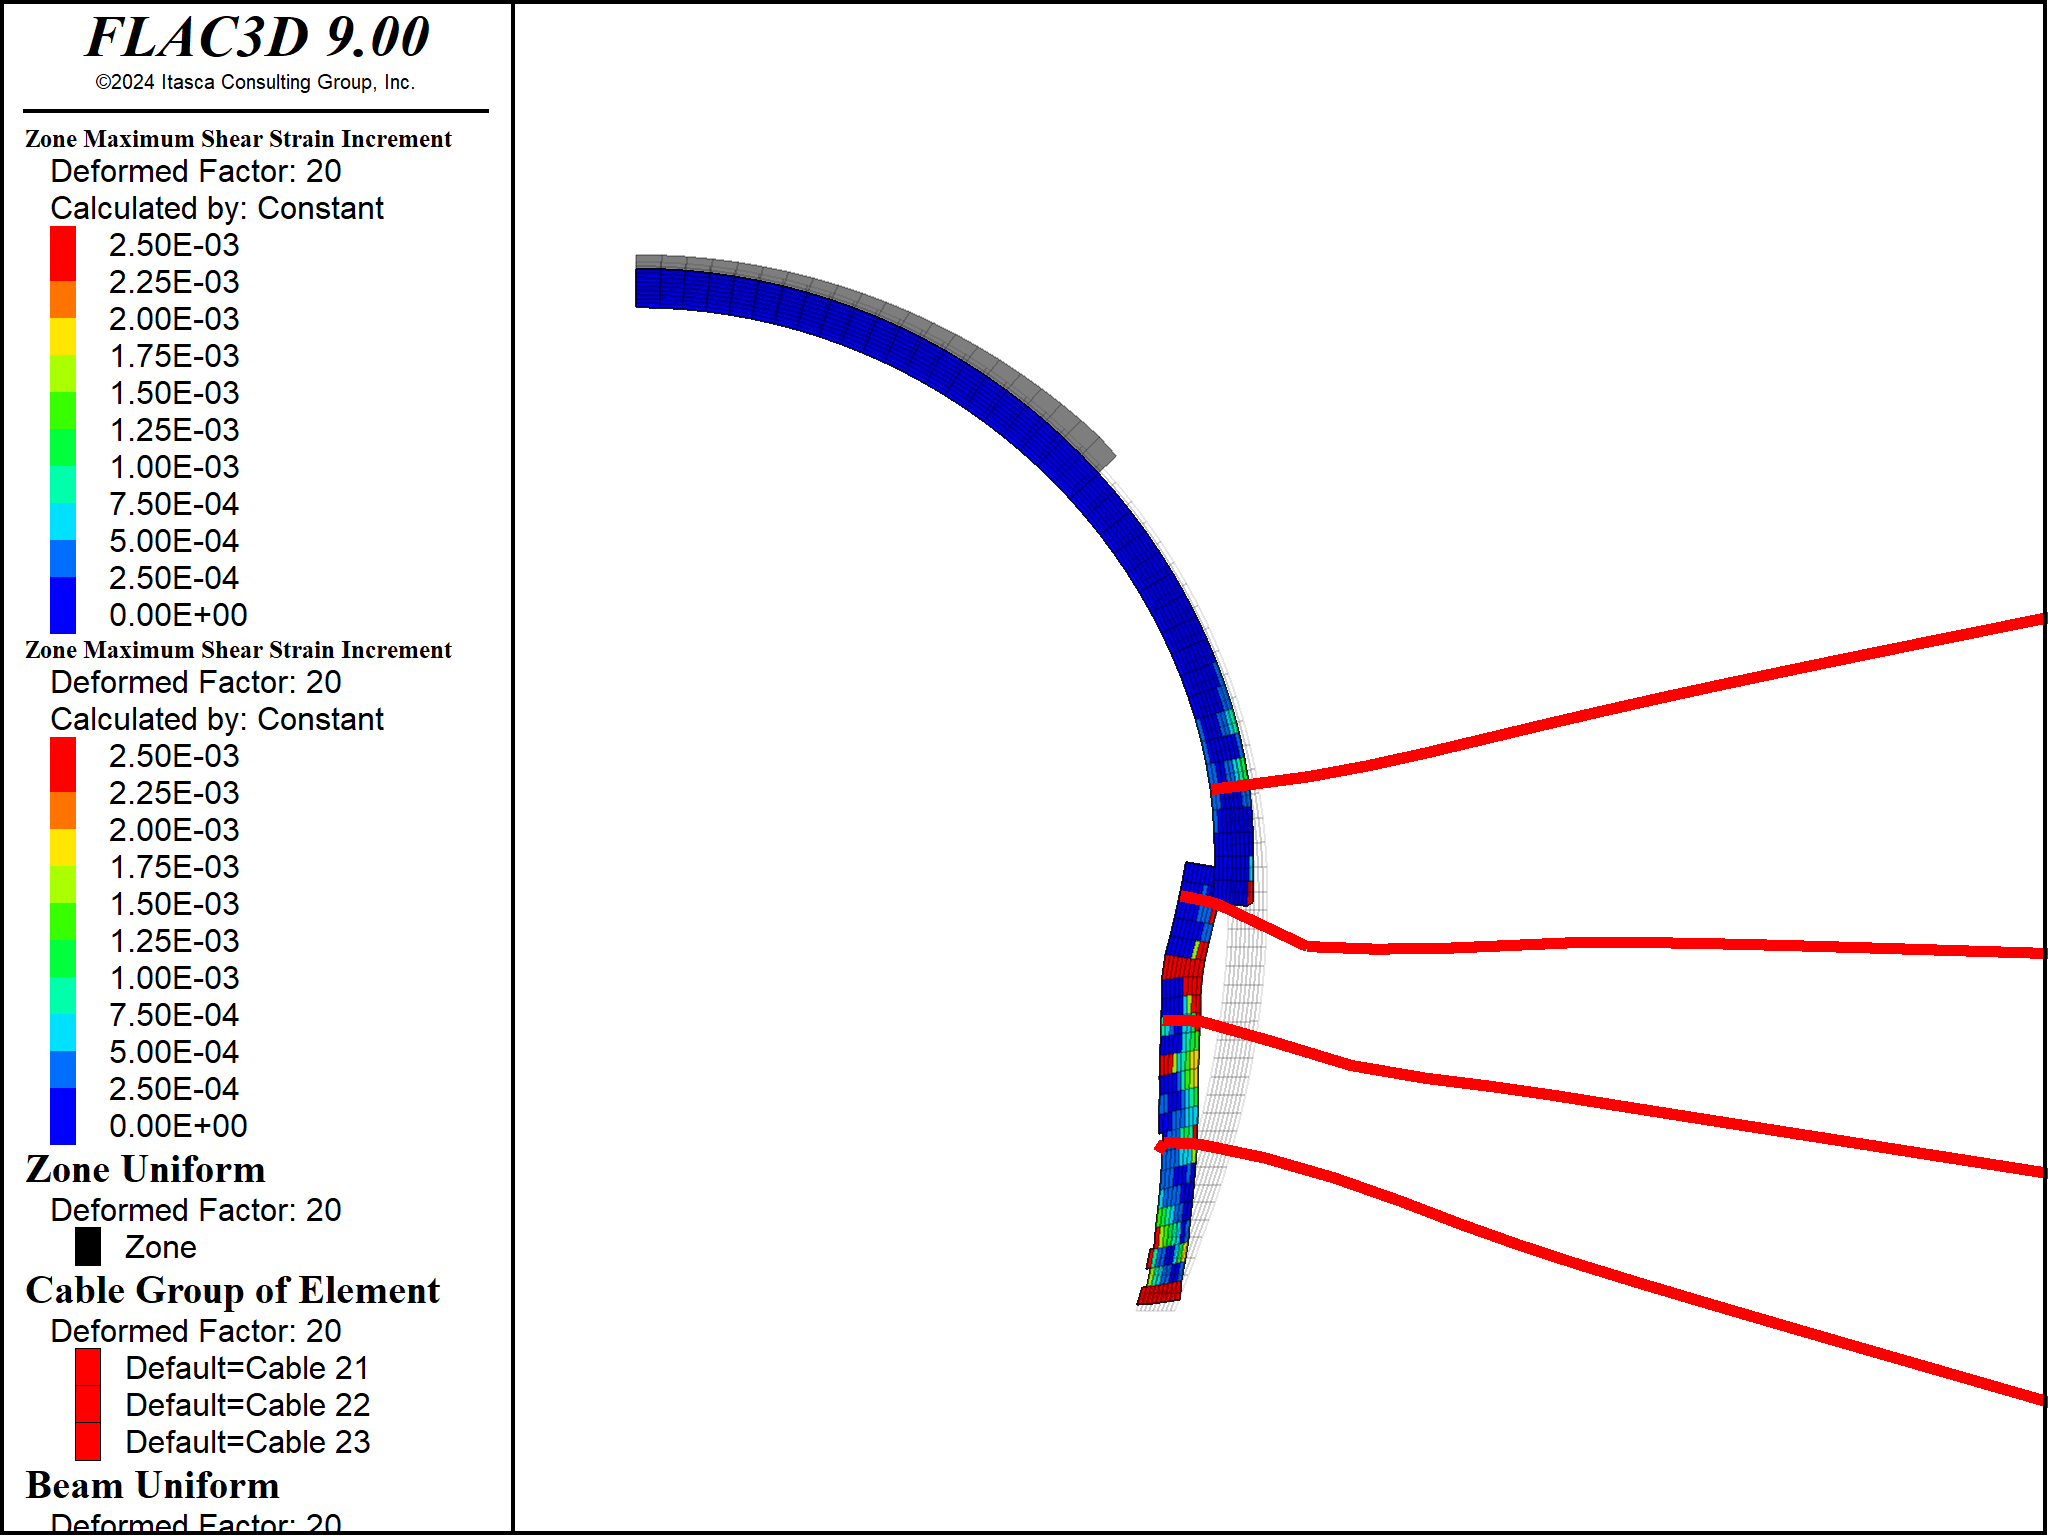 FLAC3D 9.00
©2024 Itasca Consulting Group, Inc.
Zone Maximum Shear Strain Increment
Deformed Factor: 20
Calculated by: Constant
2.50E-03
2.25E-03
2.00E-03
1.75E-03
1.50E-03
1.25E-03
1.00E-03
7.50E-04
5.00E-04
2.50E-04
0.00E+00
Zone Maximum Shear Strain Increment
Deformed Factor: 20
Calculated by: Constant
2.50E-03
2.25E-03
2.00E-03
1.75E-03
1.50E-03
1.25E-03
1.00E-03
7.50E-04
5.00E-04
2.50E-04
0.00E+00
Zone Uniform
Deformed Factor: 20
Zone
Cable Group of Element
Deformed Factor: 20
Default=Cable 21
Default=Cable 22
Default=Cable 23
Beam Uniform
Deformed Factor: 20